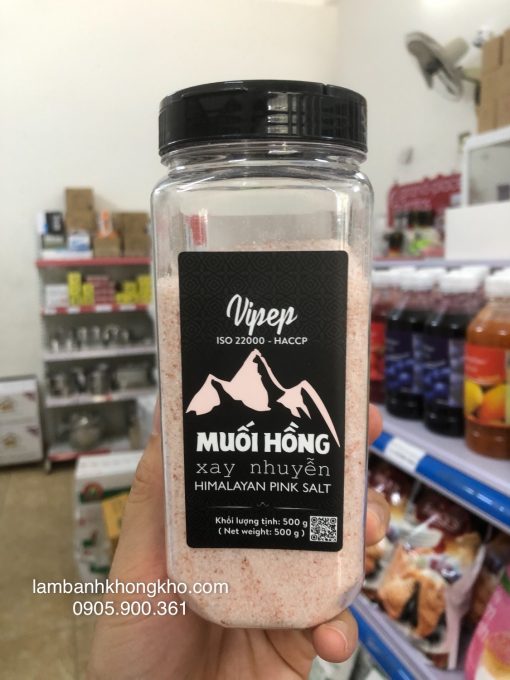 Vipep
ISO 22000 - HACCP
MUỐI HỒNG
xay nhuyễn
HIMALAYAN PINK SALT
Khối lượng tịnh: 500 g
( Net weight: 500 g )
lambanhkhongkho.com
0905.900.361